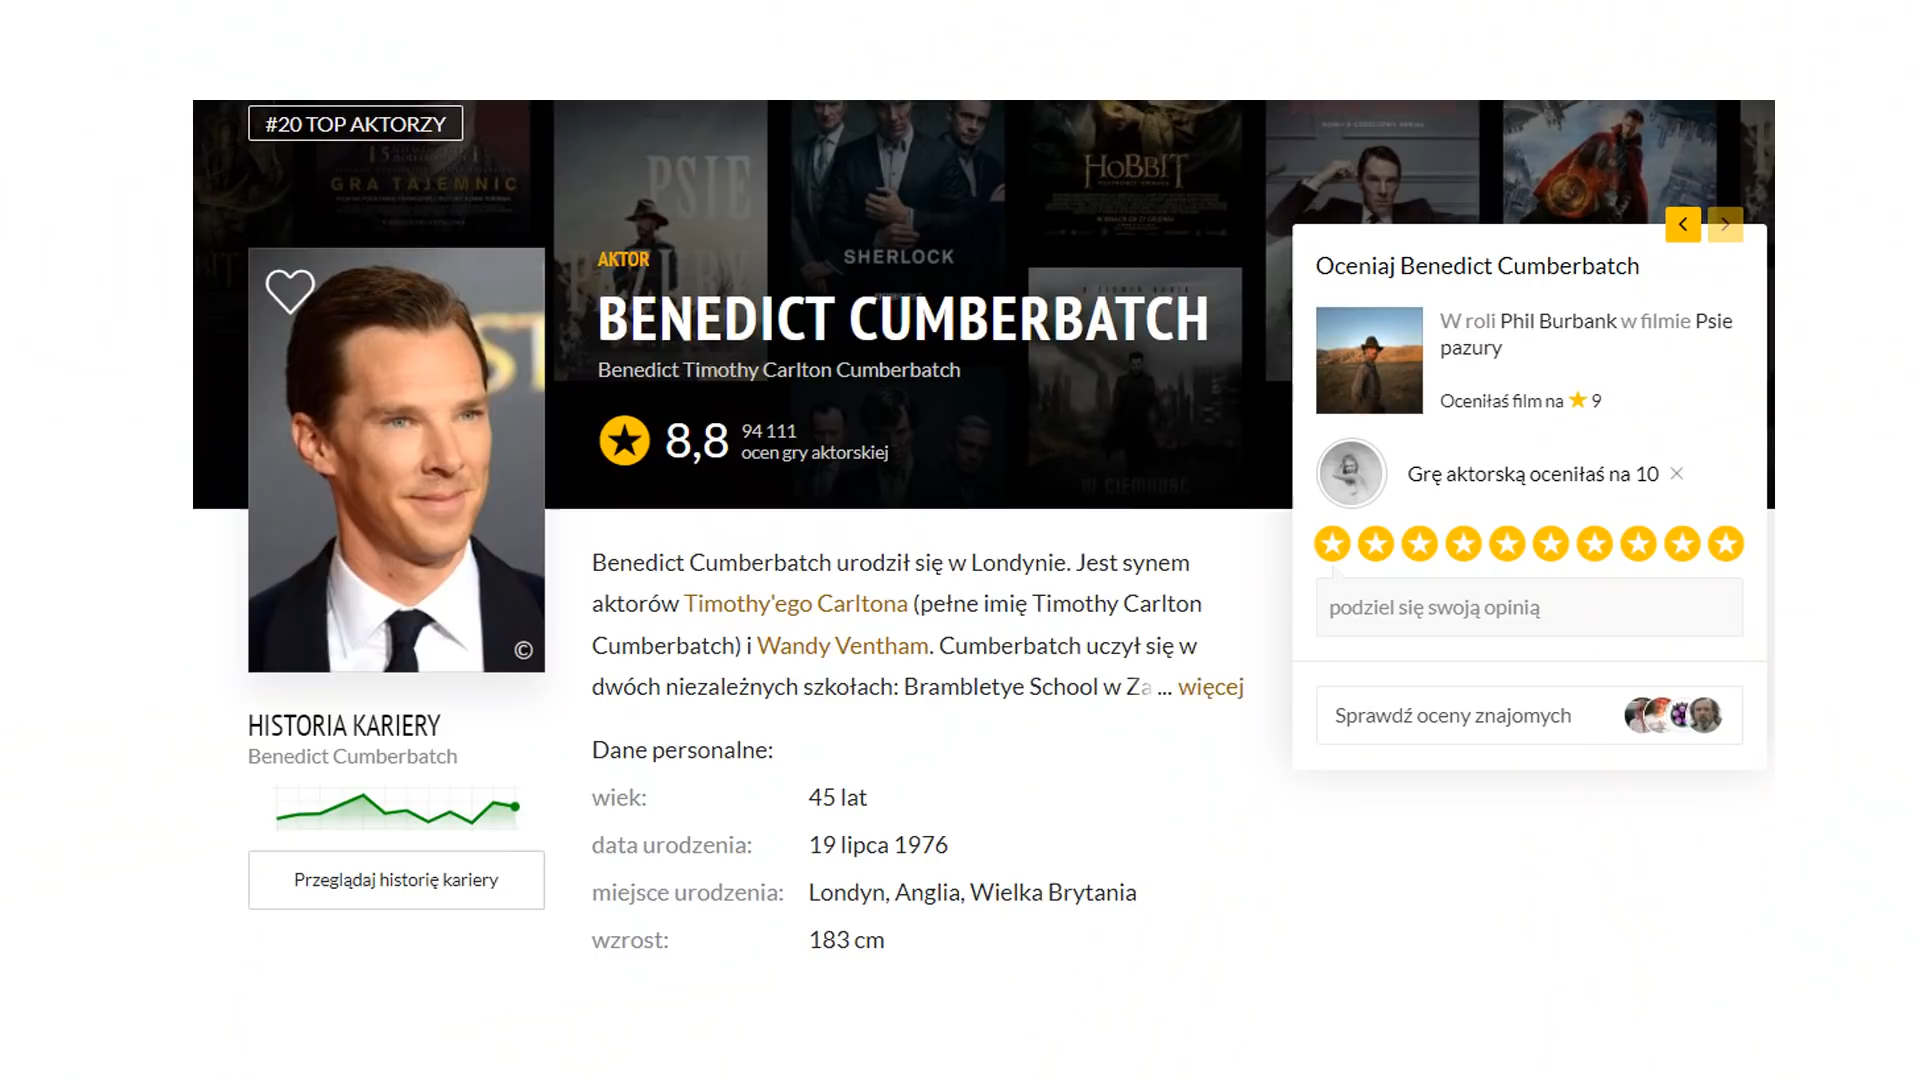 #20 TOP AKTORZY
GRA TAJEMNIC
PSIE
PAZURY
SHERLOCK
HOBBIT
W CIEMNOŚĆ
AKTOR
BENEDICT CUMBERBATCH
Benedict Timothy Carlton Cumberbatch
8,8
94 111
ocen gry aktorskiej
Oceniaj Benedict Cumberbatch
W roli Phil Burbank w filmie Psie
pazury
Oceniłaś film na 9
Grę aktorską oceniłaś na 10
podziel się swoją opinią
Sprawdź oceny znajomych
©
Benedict Cumberbatch urodził się w Londynie. Jest synem
aktorów Timothy'ego Carltona (pełne imię Timothy Carlton
Cumberbatch) i Wandy Ventham. Cumberbatch uczył się w
dwóch niezależnych szkołach: Brambletye School w Za ... więcej
HISTORIA KARIERY
Benedict Cumberbatch
Przeglądaj historię kariery
Dane personalne:
wiek: 45 lat
data urodzenia: 19 lipca 1976
miejsce urodzenia: Londyn, Anglia, Wielka Brytania
wzrost: 183 cm